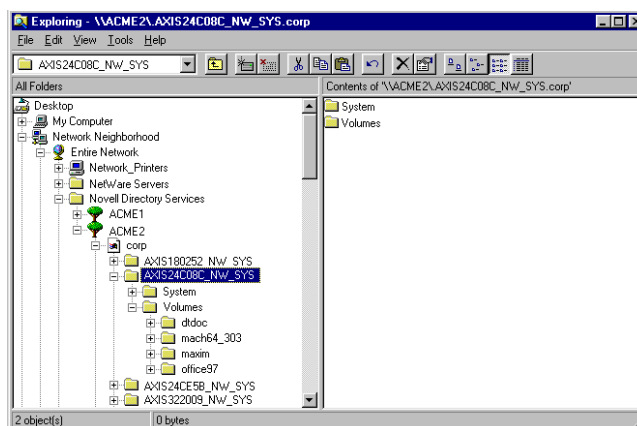 Exploring - \\ACME2\.AXIS24C08C_NW_SYS.corp
File Edit View Tools Help
AXIS24C08C_NW_SYS
All Folders
Contents of '\\ACME2\.AXIS24C08C_NW_SYS.corp'
Desktop
My Computer
Network Neighborhood
Entire Network
Network_Printers
NetWare Servers
Novell Directory Services
ACME1
ACME2
corp
AXIS180252_NW_SYS
AXIS24C08C_NW_SYS
System
Volumes
dtdoc
mach64_303
maxim
office97
AXIS24CE5B_NW_SYS
AXIS322009_NW_SYS
System
Volumes
2 object(s)
0 bytes